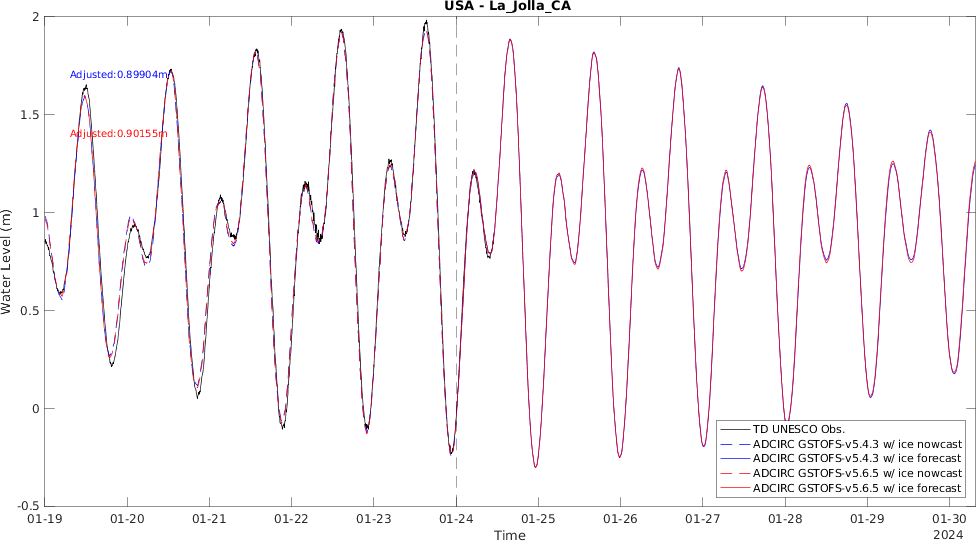 USA - La_Jolla_CA
2
1.5
1
0.5
0
-0.5
Water Level (m)
Adjusted:0.89904m
Adjusted:0.90155m
TD UNESCO Obs.
ADCIRC GSTOFS-v5.4.3 w/ ice nowcast
ADCIRC GSTOFS-v5.4.3 w/ ice forecast
ADCIRC GSTOFS-v5.6.5 w/ ice nowcast
ADCIRC GSTOFS-v5.6.5 w/ ice forecast
01-19 01-20 01-21 01-22 01-23 01-24 01-25 01-26 01-27 01-28 01-29 01-30
2024
Time